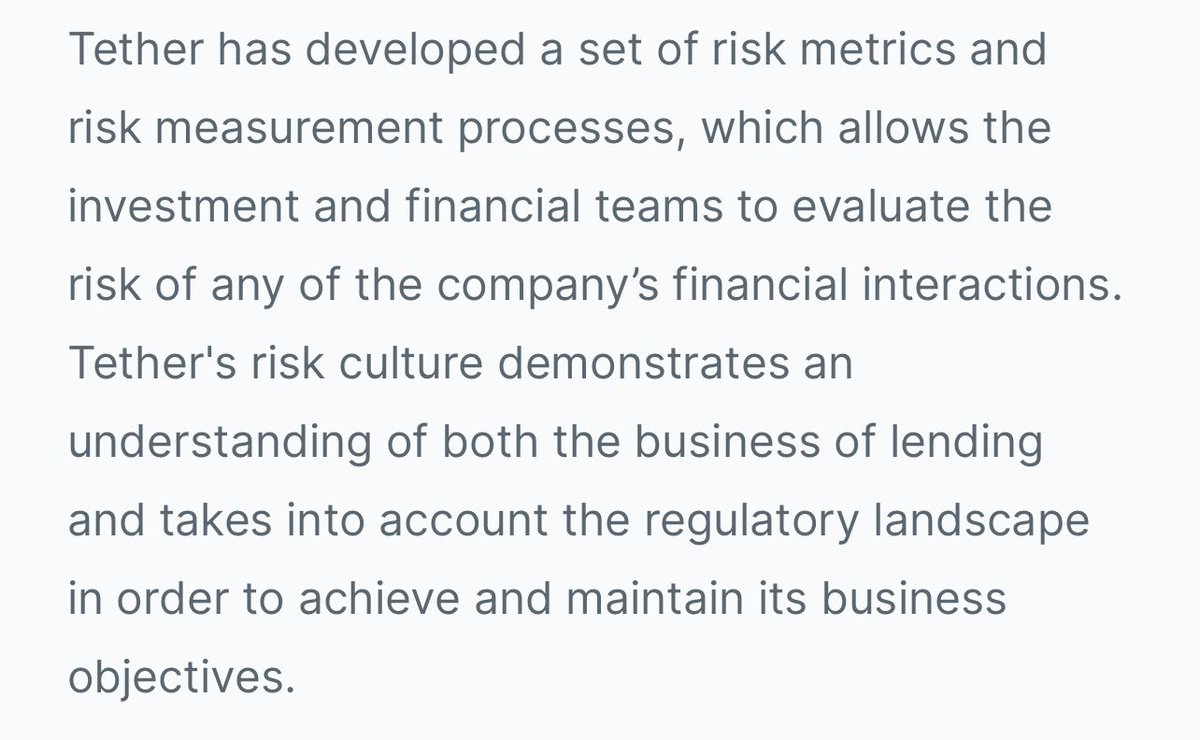 Tether has developed a set of risk metrics and
risk measurement processes, which allows the
investment and financial teams to evaluate the
risk of any of the company’s financial interactions.
Tether's risk culture demonstrates an
understanding of both the business of lending
and takes into account the regulatory landscape
in order to achieve and maintain its business
objectives.